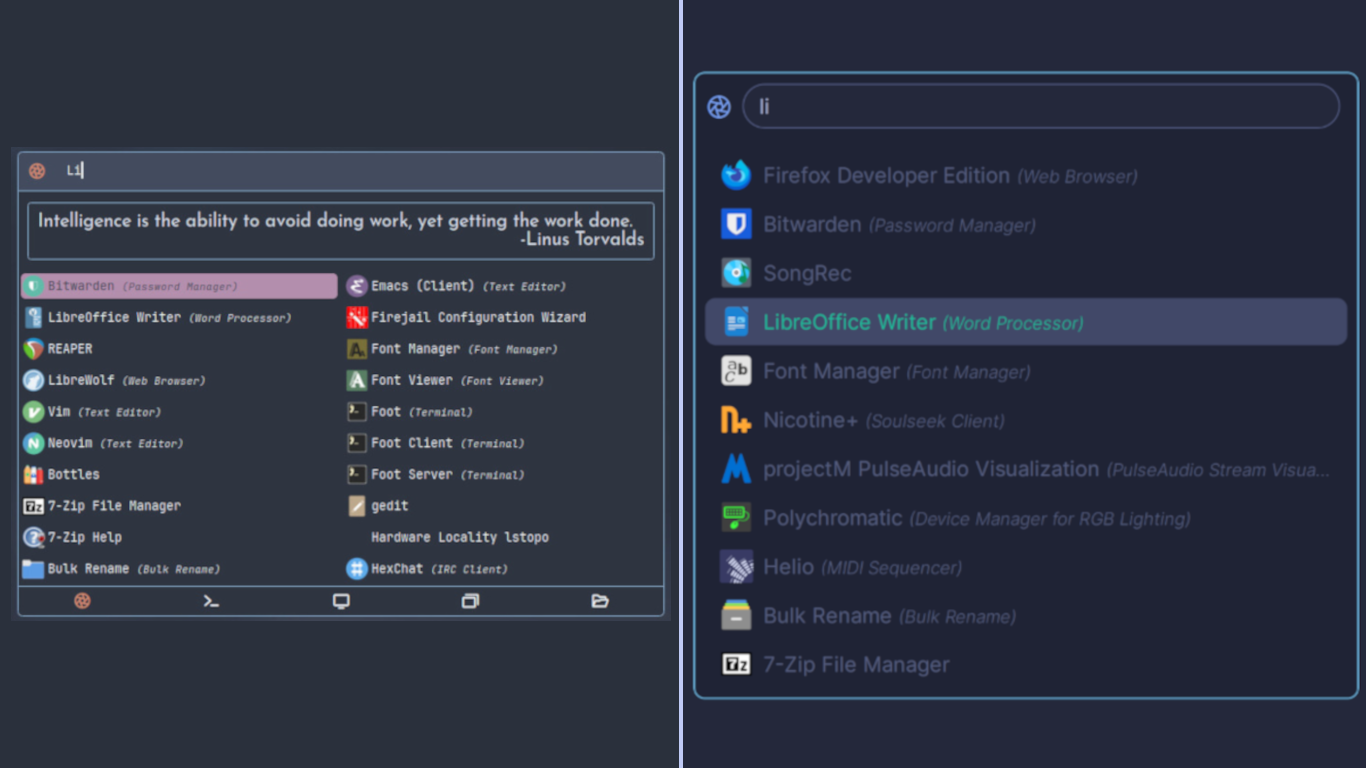 Li
Intelligence is the ability to avoid doing work, yet getting the work done.
-Linus Torvalds
Bitwarden (Password Manager)
LibreOffice Writer (Word Processor)
REAPER
LibreWolf (Web Browser)
Vim (Text Editor)
Neovim (Text Editor)
Bottles
7-Zip File Manager
7-Zip Help
Bulk Rename (Bulk Rename)
Emacs (Client) (Text Editor)
Firejail Configuration Wizard
Font Manager (Font Manager)
Font Viewer (Font Viewer)
Foot (Terminal)
Foot Client (Terminal)
Foot Server (Terminal)
gedit
Hardware Locality lstopo
HexChat (IRC Client)
li
Firefox Developer Edition (Web Browser)
Bitwarden (Password Manager)
SongRec
LibreOffice Writer (Word Processor)
Font Manager (Font Manager)
Nicotine+ (Soulseek Client)
projectM PulseAudio Visualization (PulseAudio Stream Visua...
Polychromatic (Device Manager for RGB Lighting)
Helio (MIDI Sequencer)
Bulk Rename (Bulk Rename)
7-Zip File Manager